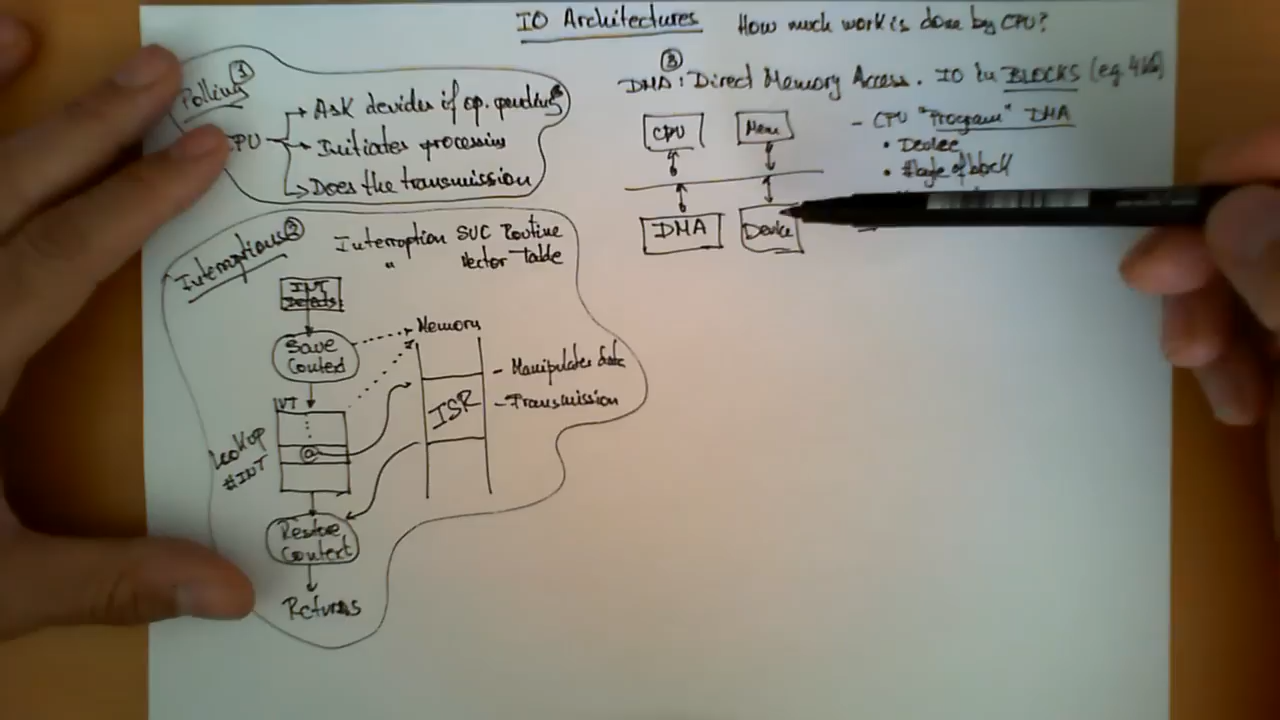 IO Architectures How much work is done by CPU?
Polling ①
CPU
Ask devices if op. pending
Initiates processing
Does the transmission
Interruptions ②
Interruption SVC Routine
" Vector Table
INT
Save
Context
IVT
Lookup
#INT
@
Restore
Context
Returns
Memory
ISR
- Manipulates data
- Transmission
③
DMA: Direct Memory Access. IO in BLOCKS (eg. 4KB)
CPU
Mem
DMA
Device
- CPU "Program" DMA
• Device
• #Byte of block